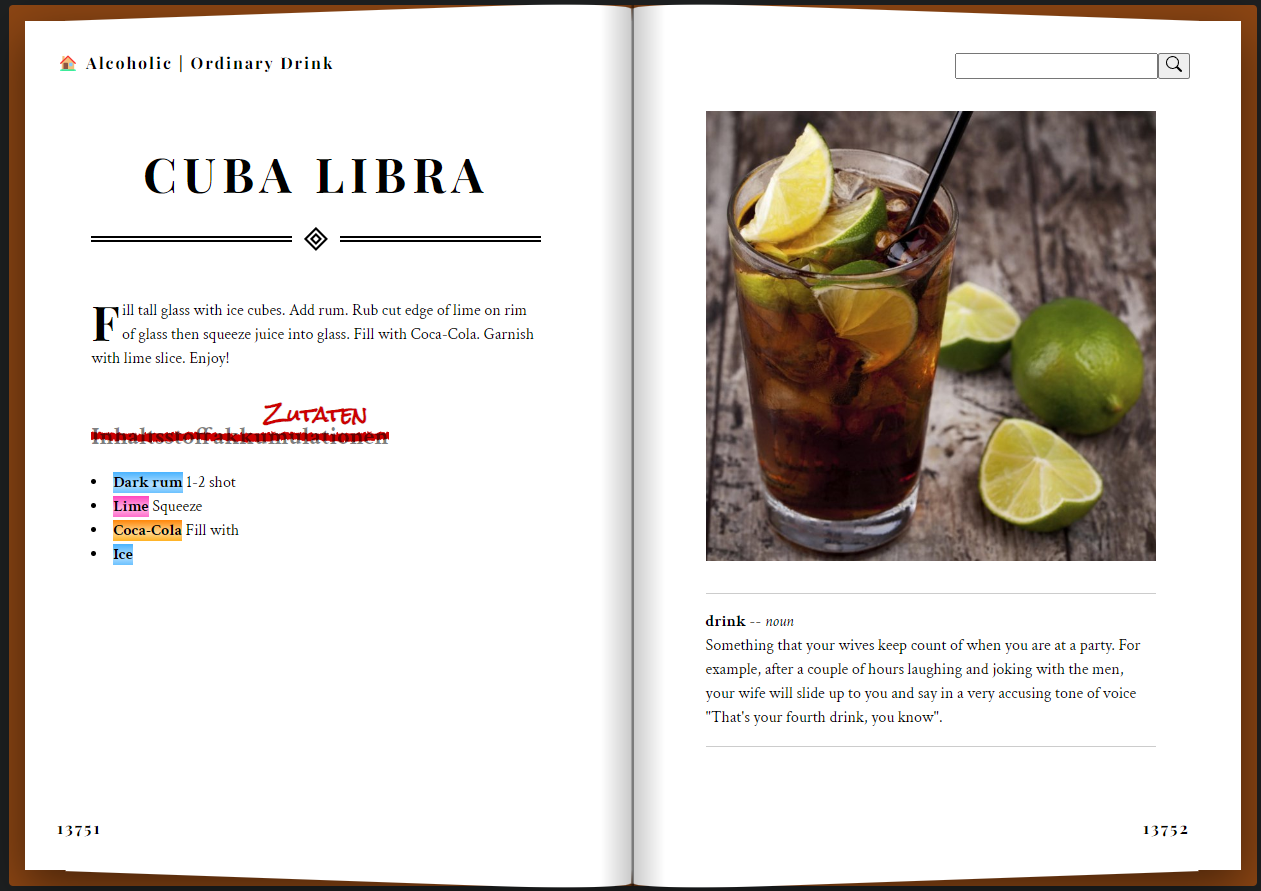 Alcoholic | Ordinary Drink
CUBA LIBRA
Fill tall glass with ice cubes. Add rum. Rub cut edge of lime on rim
of glass then squeeze juice into glass. Fill with Coca-Cola. Garnish
with lime slice. Enjoy!
Zutaten
Inhaltsstoffakkumulationen
Dark rum 1-2 shot
Lime Squeeze
Coca-Cola Fill with
Ice
13751
drink -- noun
Something that your wives keep count of when you are at a party. For
example, after a couple of hours laughing and joking with the men,
your wife will slide up to you and say in a very accusing tone of voice
"That's your fourth drink, you know".
13752